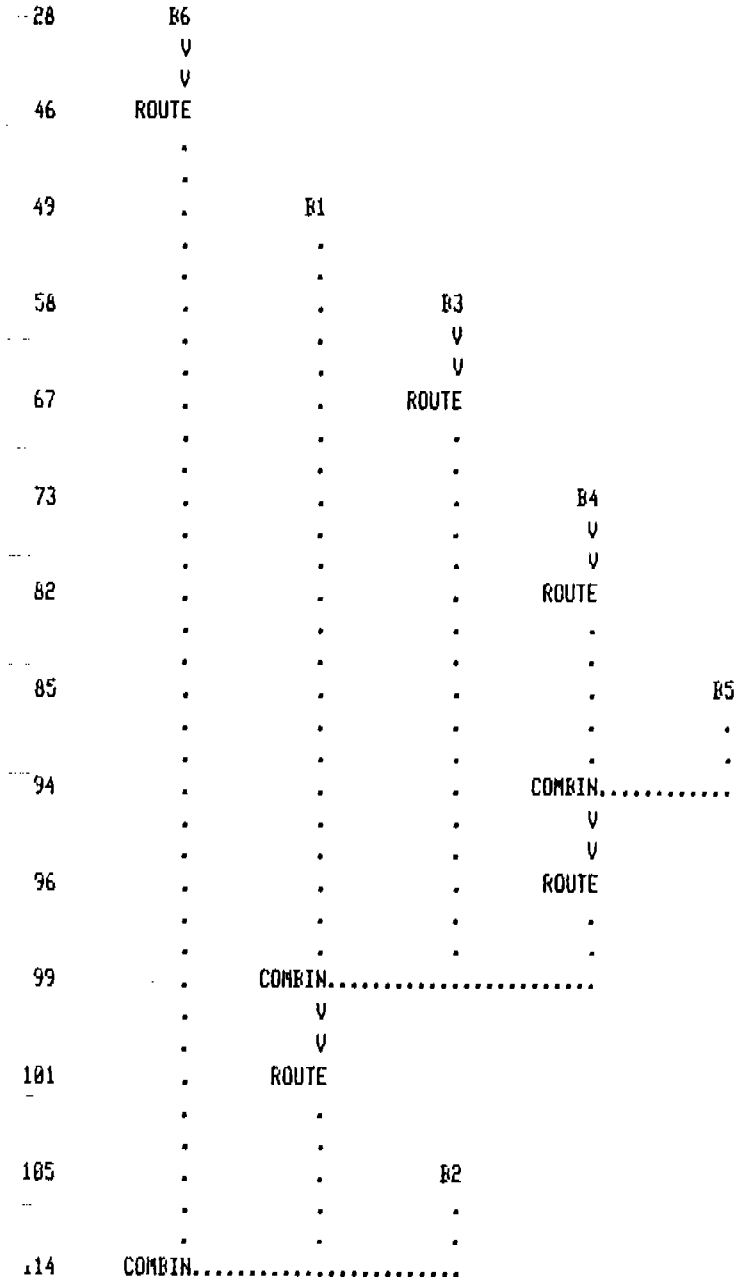 28 B6
V
V
46 ROUTE
. 
. 
49 . B1
. .
. .
58 . . B3
. . V
. . V
67 . . ROUTE
. . .
. . .
73 . . . B4
. . . V
. . . V
82 . . . ROUTE
. . . .
. . . .
85 . . . . B5
. . . . .
. . . . .
94 . . . COMBIN............
. . . V
. . . V
96 . . . ROUTE
. . . .
. . . .
99 . COMBIN........................
. V
. V
101 . ROUTE
. .
. .
105 . . B2
. . .
. . .
114 COMBIN........................